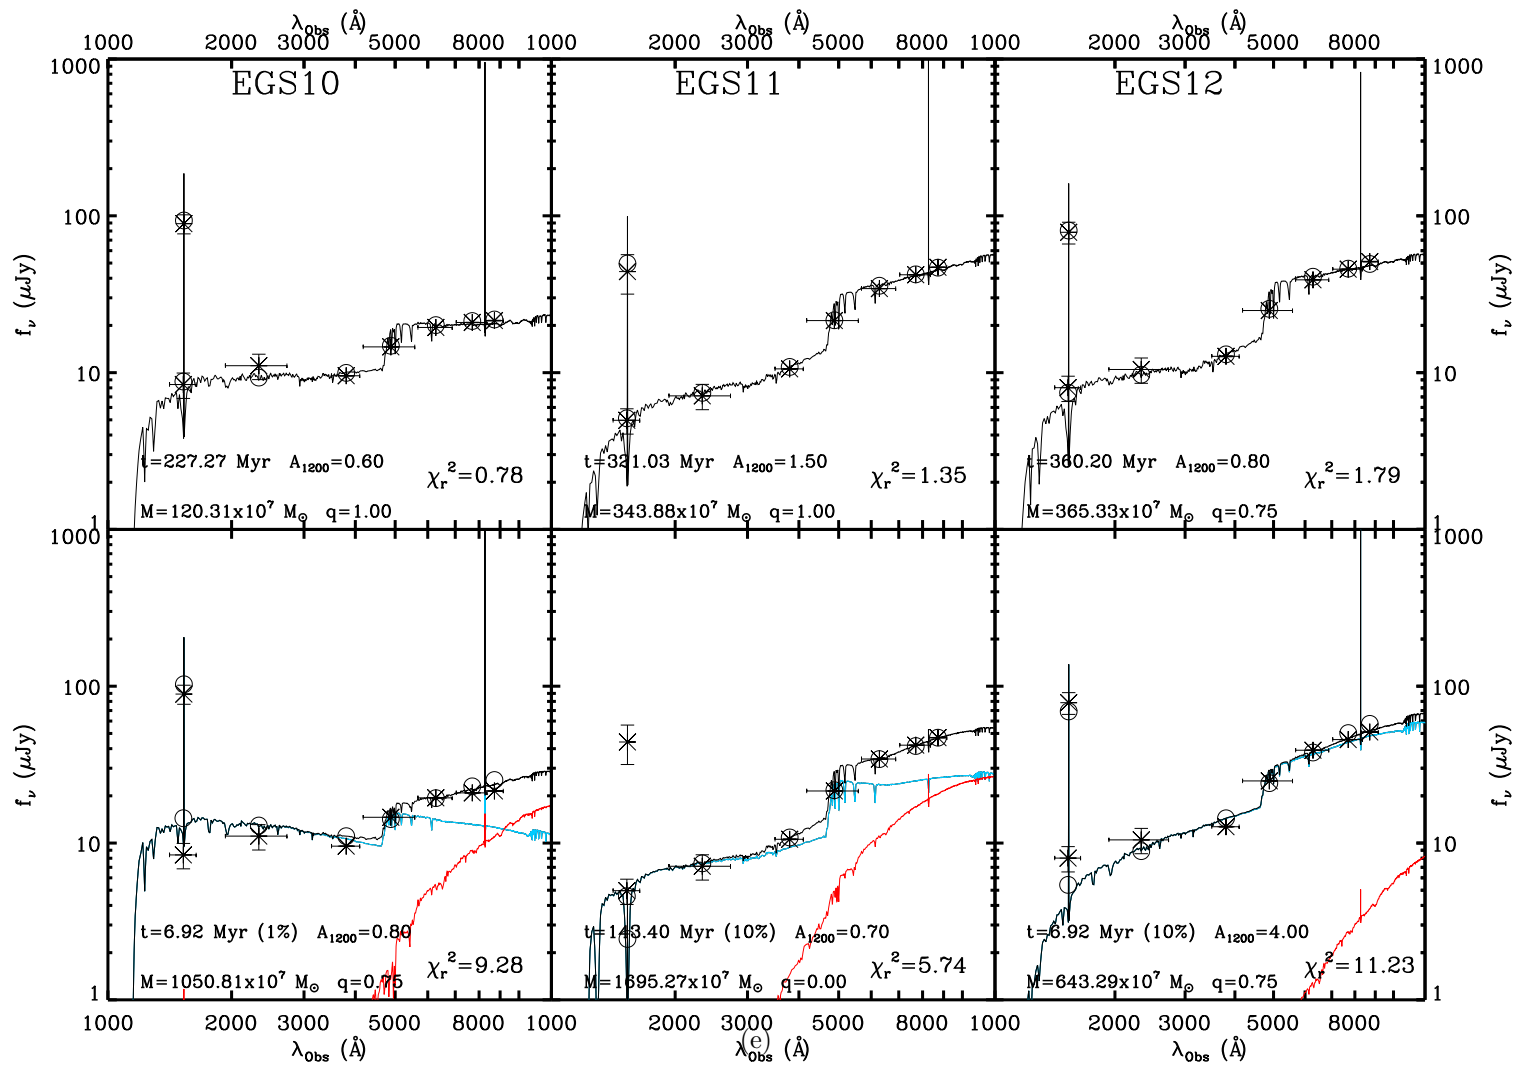 λObs (Å) λObs (Å) λObs (Å)
1000 2000 3000 5000 8000 1000 2000 3000 5000 8000 1000 2000 3000 5000 8000
1000 EGS10 EGS11 EGS12 1000
100 100
fν (μJy) fν (μJy)
10 10
t=227.27 Myr A1200=0.60 t=321.03 Myr A1200=1.50 t=360.20 Myr A1200=0.80
χr²=0.78 χr²=1.35 χr²=1.79
M=120.31x10⁷ M⊙ q=1.00 M=343.88x10⁷ M⊙ q=1.00 M=365.33x10⁷ M⊙ q=0.75
1 1
1000 1000
100 100
fν (μJy) fν (μJy)
10 10
t=6.92 Myr (1%) A1200=0.80 t=143.40 Myr (10%) A1200=0.70 t=6.92 Myr (10%) A1200=4.00
χr²=9.28 χr²=5.74 χr²=11.23
M=1050.81x10⁷ M⊙ q=0.75 M=1695.27x10⁷ M⊙ q=0.00 M=643.29x10⁷ M⊙ q=0.75
1 1
1000 2000 3000 5000 8000 1000 2000 3000 5000 8000 1000 2000 3000 5000 8000
λObs (Å) (e) λObs (Å) λObs (Å)